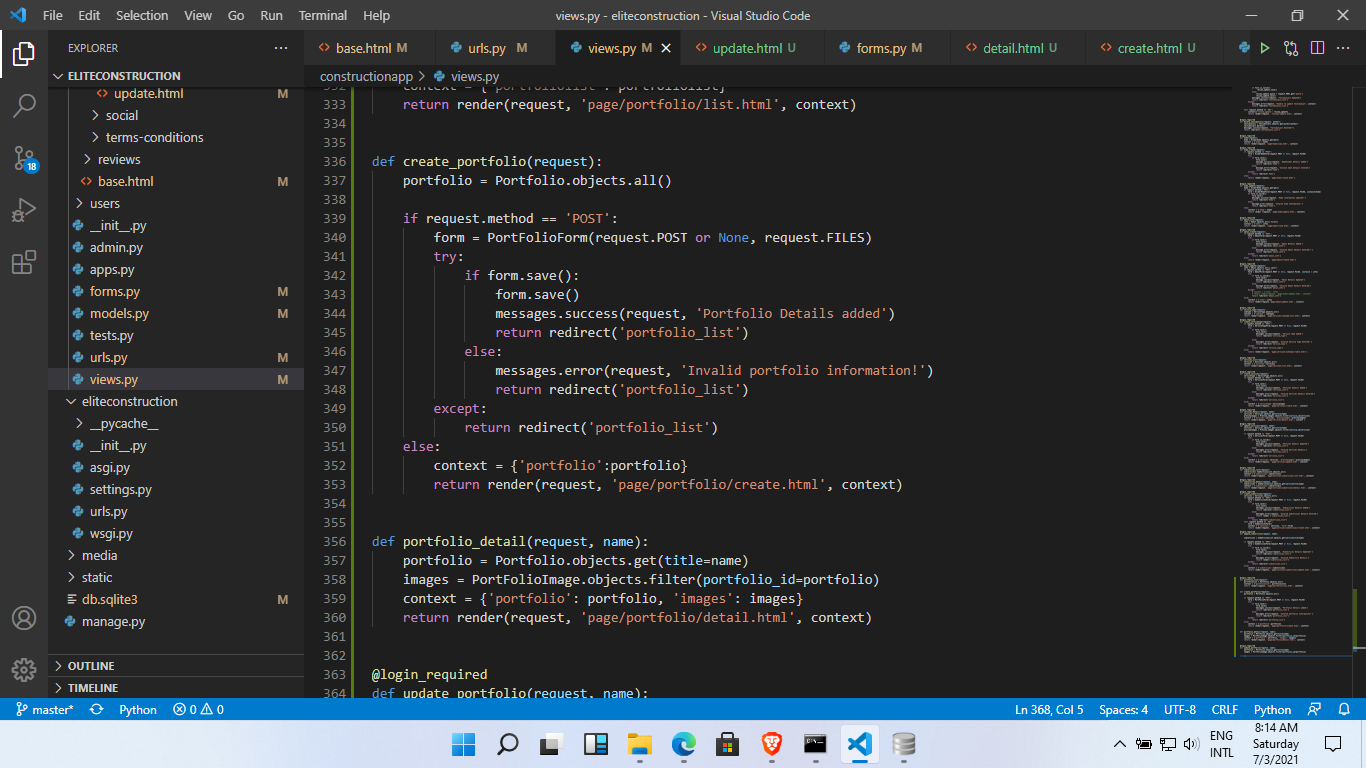 File Edit Selection View Go Run Terminal Help
views.py - eliteconstruction - Visual Studio Code
EXPLORER
ELITECONSTRUCTION
update.html M
social
terms-conditions
reviews
base.html M
users
__init__.py
admin.py
apps.py
forms.py M
models.py M
tests.py
urls.py M
views.py M
eliteconstruction
__pycache__
__init__.py
asgi.py
settings.py
urls.py
wsgi.py
media
static
db.sqlite3 M
manage.py
OUTLINE
TIMELINE
18
base.html M urls.py M views.py M update.html U forms.py M detail.html U create.html U
constructionapp > views.py
332 context = {'portfoliolist': portfoliolist}
333 return render(request, 'page/portfolio/list.html', context)
334
335
336 def create_portfolio(request):
337 portfolio = Portfolio.objects.all()
338
339 if request.method == 'POST':
340 form = PortFolioForm(request.POST or None, request.FILES)
341 try:
342 if form.save():
343 form.save()
344 messages.success(request, 'Portfolio Details added')
345 return redirect('portfolio_list')
346 else:
347 messages.error(request, 'Invalid portfolio information!')
348 return redirect('portfolio_list')
349 except:
350 return redirect('portfolio_list')
351 else:
352 context = {'portfolio':portfolio}
353 return render(request, 'page/portfolio/create.html', context)
354
355
356 def portfolio_detail(request, name):
357 portfolio = Portfolio.objects.get(title=name)
358 images = PortFolioImage.objects.filter(portfolio_id=portfolio)
359 context = {'portfolio': portfolio, 'images': images}
360 return render(request, 'page/portfolio/detail.html', context)
361
362
363 @login_required
364 def update_portfolio(request, name):
master* Python 0 0
Ln 368, Col 5 Spaces: 4 UTF-8 CRLF Python
ENG
INTL
8:14 AM
Saturday
7/3/2021